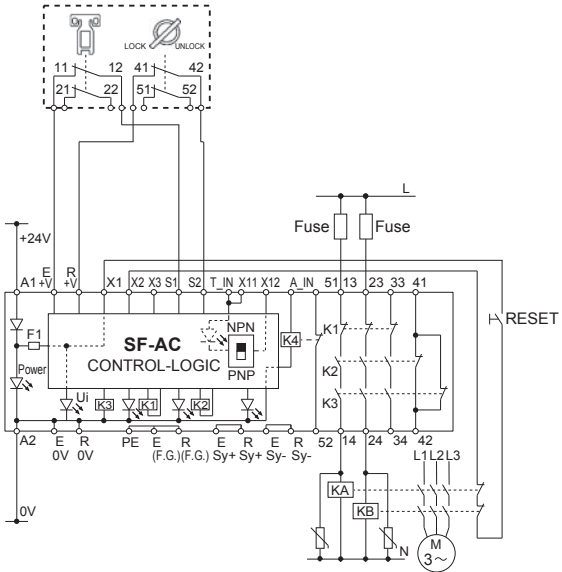 LOCK UNLOCK
11 12 41 42
21 22 51 52
L
Fuse Fuse
+24V
A1 E+V R+V X1 X2 X3 S1 S2 T_IN X11 X12 A_IN 51 13 23 33 41
RESET
F1
SF-AC
CONTROL-LOGIC
NPN
PNP
K4
K1
K2
K3
Power
Ui
K3 K1 K2
A2 E 0V R 0V PE E (F.G.) R (F.G.) E Sy+ R Sy+ E Sy- R Sy- 52 14 24 34 42
L1 L2 L3
0V
KA
KB
N
M
3~